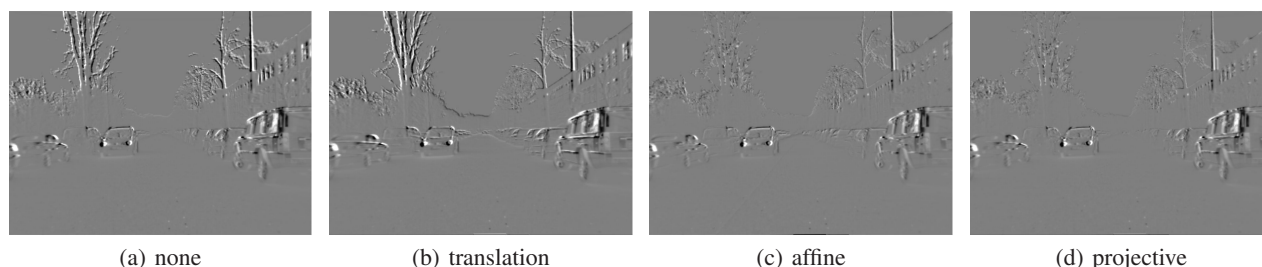 (a) none
(b) translation
(c) affine
(d) projective